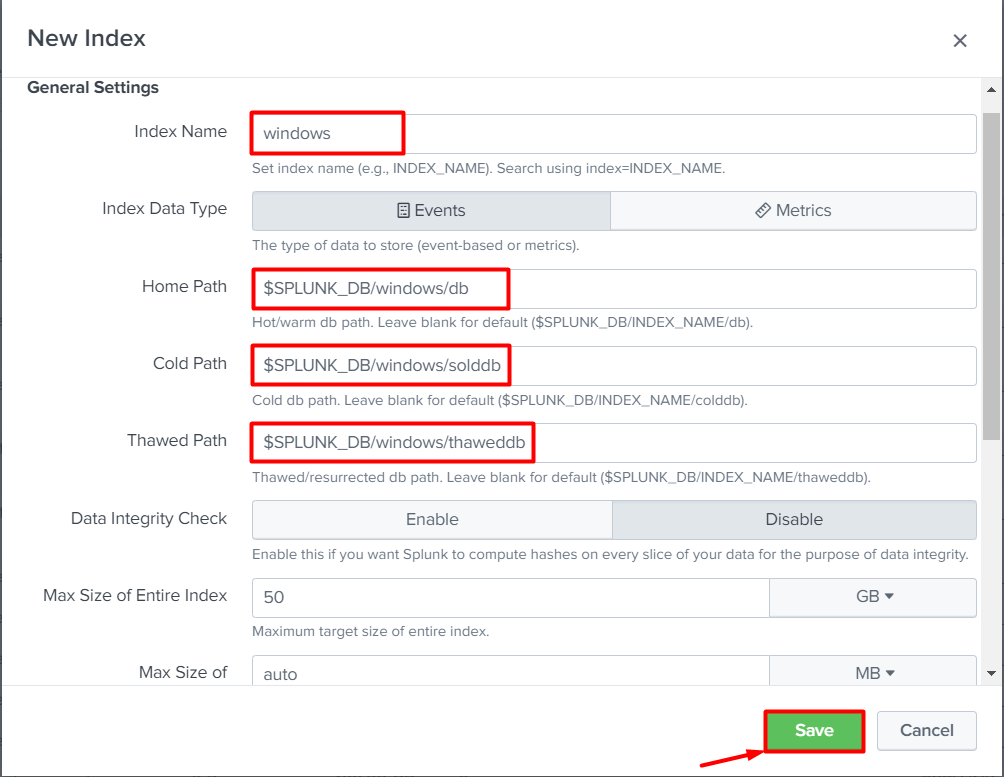 New Index
General Settings
Index Name
windows
Set index name (e.g., INDEX_NAME). Search using index=INDEX_NAME.
Index Data Type
Events
Metrics
The type of data to store (event-based or metrics).
Home Path
$SPLUNK_DB/windows/db
Hot/warm db path. Leave blank for default ($SPLUNK_DB/INDEX_NAME/db).
Cold Path
$SPLUNK_DB/windows/solddb
Cold db path. Leave blank for default ($SPLUNK_DB/INDEX_NAME/colddb).
Thawed Path
$SPLUNK_DB/windows/thaweddb
Thawed/resurrected db path. Leave blank for default ($SPLUNK_DB/INDEX_NAME/thaweddb).
Data Integrity Check
Enable
Disable
Enable this if you want Splunk to compute hashes on every slice of your data for the purpose of data integrity.
Max Size of Entire Index
50
GB
Maximum target size of entire index.
Max Size of
auto
MB
Save
Cancel